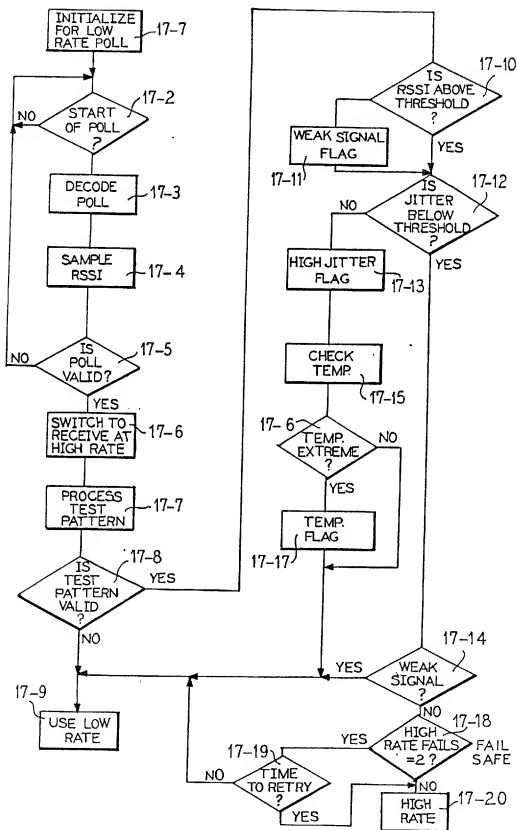 INITIALIZE
FOR LOW
RATE POLL
17-7
NO
START
OF POLL
?
17-2
DECODE
POLL
17-3
SAMPLE
RSSI
17-4
NO
IS
POLL
VALID?
17-5
YES
SWITCH TO
RECEIVE AT
HIGH RATE
17-6
PROCESS
TEST
PATTERN
17-7
IS
TEST
PATTERN
VALID
?
17-8
YES
NO
17-9
USE LOW
RATE
IS
RSSI ABOVE
THRESHOLD
?
17-10
YES
WEAK SIGNAL
FLAG
17-11
IS
JITTER
BELOW
THRESHOLD
?
17-12
NO
YES
HIGH JITTER
FLAG
17-13
CHECK
TEMP.
17-15
17-6
TEMP.
EXTREME
?
NO
YES
TEMP.
FLAG
17-17
YES
WEAK
SIGNAL
?
17-14
NO
HIGH
RATE FAILS
=2?
17-18
FAIL
SAFE
YES
NO
17-19
TIME
TO RETRY
?
NO
YES
HIGH
RATE
17-20